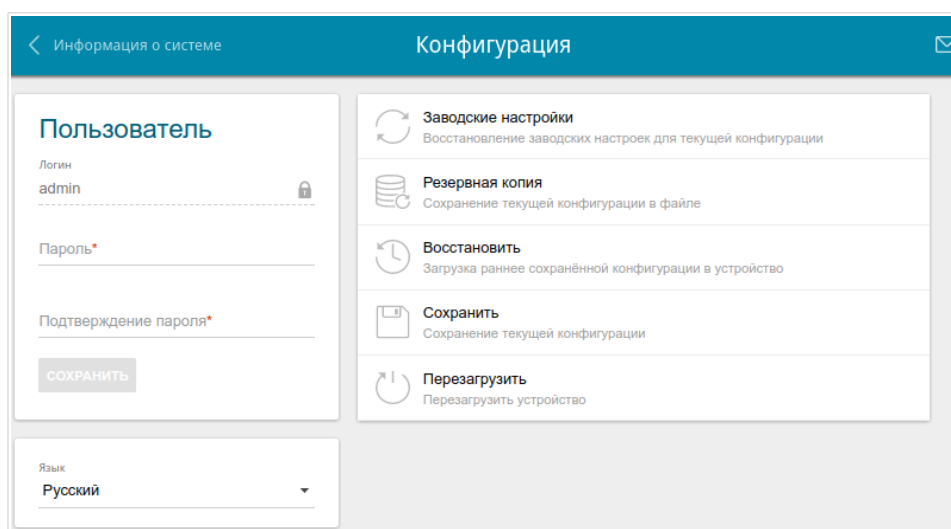 Информация о системе
Конфигурация
Пользователь
Логин
admin
Пароль*
Подтверждение пароля*
СОХРАНИТЬ
Язык
Русский
Заводские настройки
Восстановление заводских настроек для текущей конфигурации
Резервная копия
Сохранение текущей конфигурации в файле
Восстановить
Загрузка раннее сохранённой конфигурации в устройство
Сохранить
Сохранение текущей конфигурации
Перезагрузить
Перезагрузить устройство